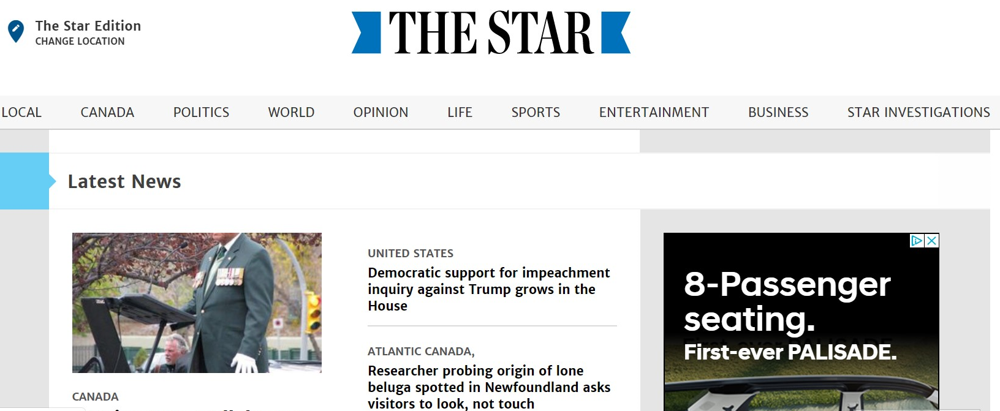 The Star Edition
CHANGE LOCATION
THE STAR
LOCAL CANADA POLITICS WORLD OPINION LIFE SPORTS ENTERTAINMENT BUSINESS STAR INVESTIGATIONS
Latest News
UNITED STATES
Democratic support for impeachment
inquiry against Trump grows in the
House
ATLANTIC CANADA,
Researcher probing origin of lone
beluga spotted in Newfoundland asks
visitors to look, not touch
CANADA
8-Passenger
seating.
First-ever PALISADE.